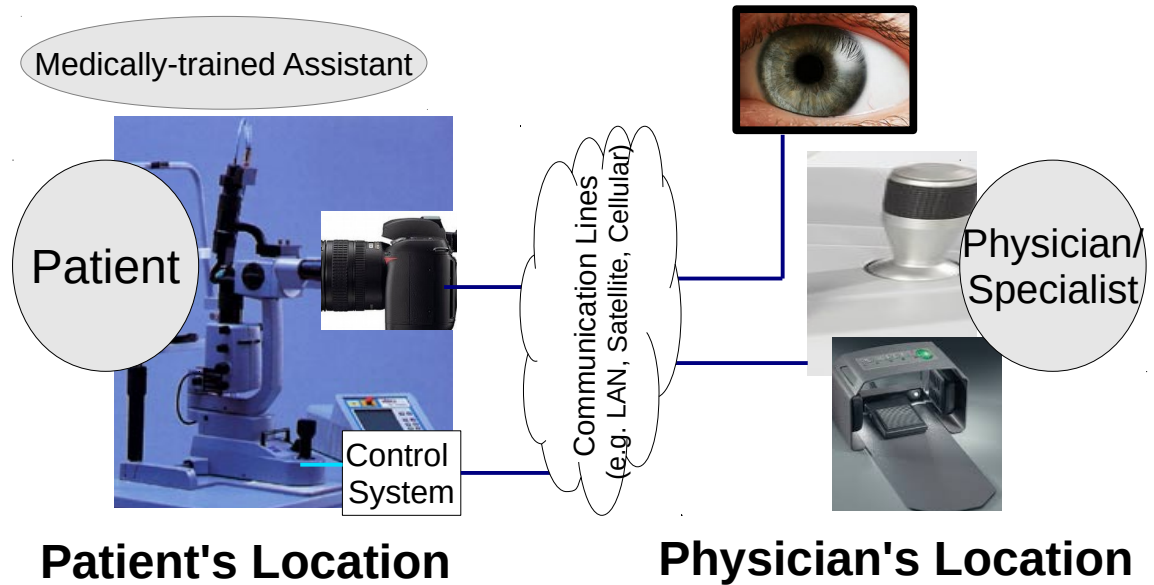 Medically-trained Assistant
Patient
Control
System
Communication Lines
(e.g. LAN, Satellite, Cellular)
Physician/
Specialist
Patient's Location
Physician's Location